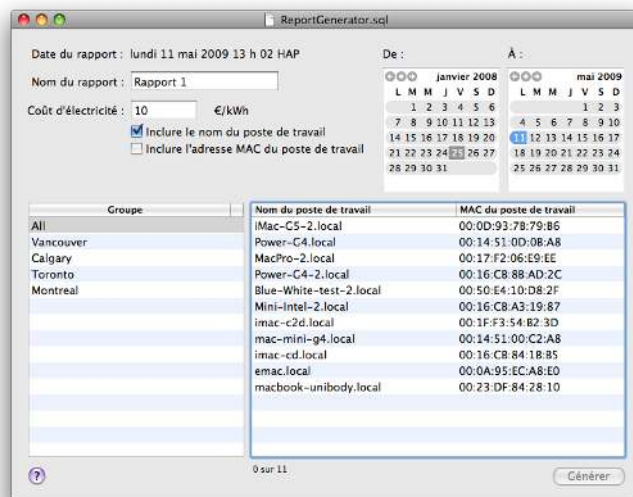 ReportGenerator.sql
Date du rapport : lundi 11 mai 2009 13 h 02 HAP
Nom du rapport : Rapport 1
Coût d'électricité : 10 €/kWh
Inclure le nom du poste de travail
Inclure l'adresse MAC du poste de travail
De :
janvier 2008
L M M J V S D
1 2 3 4 5 6
7 8 9 10 11 12 13
14 15 16 17 18 19 20
21 22 23 24 25 26 27
28 29 30 31
À :
mai 2009
L M M J V S D
1 2 3
4 5 6 7 8 9 10
11 12 13 14 15 16 17
18 19 20 21 22 23 24
25 26 27 28 29 30 31
Groupe
All
Vancouver
Calgary
Toronto
Montreal
Nom du poste de travail MAC du poste de travail
iMac-G5-2.local 00:0D:93:7B:79:B6
Power-G4.local 00:14:51:0D:0B:A8
MacPro-2.local 00:17:F2:06:E9:EE
Power-G4-2.local 00:16:CB:8B:AD:2C
Blue-White-test-2.local 00:50:E4:10:D8:2F
Mini-Intel-2.local 00:16:CB:A3:19:87
imac-c2d.local 00:1F:F3:54:B2:3D
mac-mini-g4.local 00:14:51:00:C2:A8
imac-cd.local 00:16:CB:84:1B:B5
emac.local 00:0A:95:EC:A8:E0
macbook-unibody.local 00:23:DF:84:28:10
?
0 sur 11
Générer